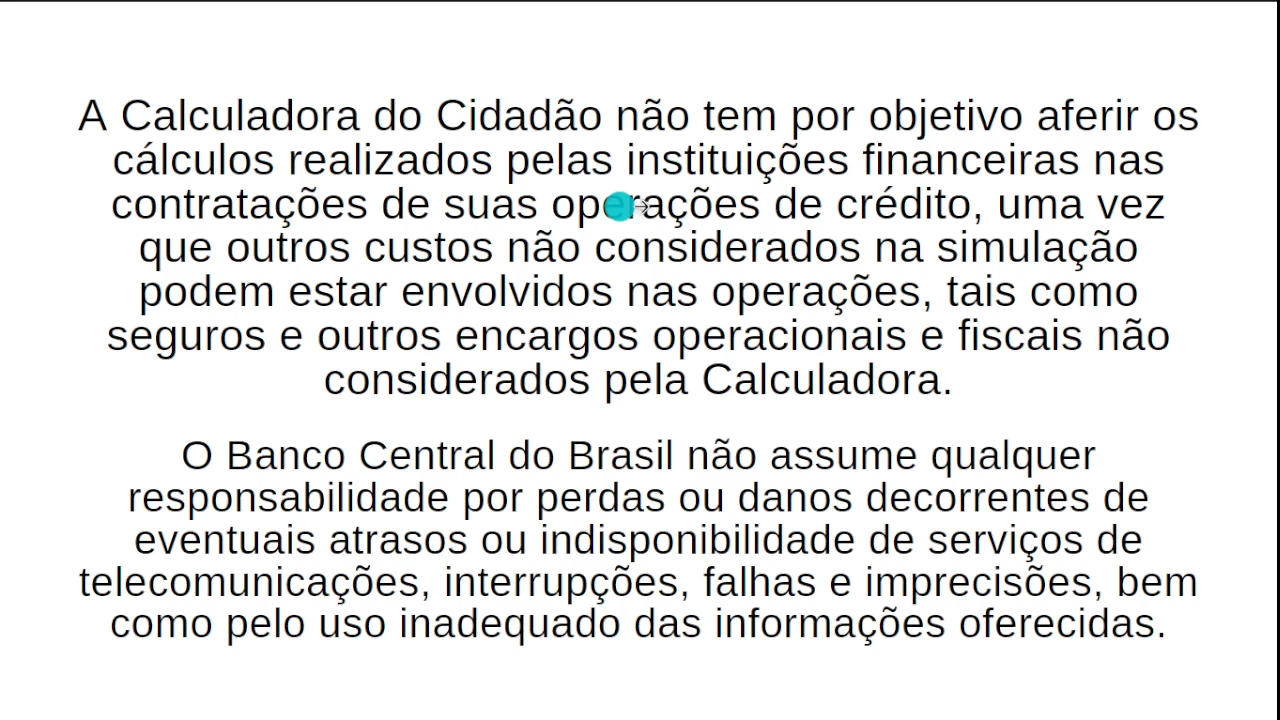 A Calculadora do Cidadão não tem por objetivo aferir os
cálculos realizados pelas instituições financeiras nas
contratações de suas operações de crédito, uma vez
que outros custos não considerados na simulação
podem estar envolvidos nas operações, tais como
seguros e outros encargos operacionais e fiscais não
considerados pela Calculadora.
O Banco Central do Brasil não assume qualquer
responsabilidade por perdas ou danos decorrentes de
eventuais atrasos ou indisponibilidade de serviços de
telecomunicações, interrupções, falhas e imprecisões, bem
como pelo uso inadequado das informações oferecidas.